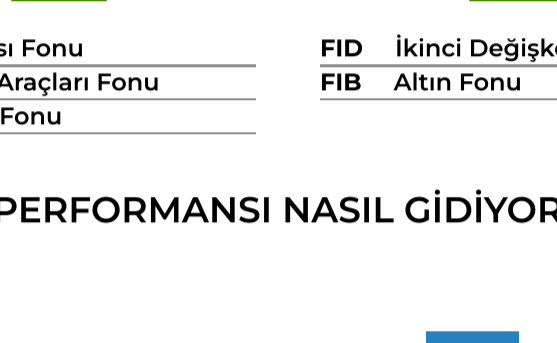 sı Fonu
Araçları Fonu
Fonu
FID İkinci Değişk
FIB Altın Fonu
PERFORMANSI NASIL GİDİYOR